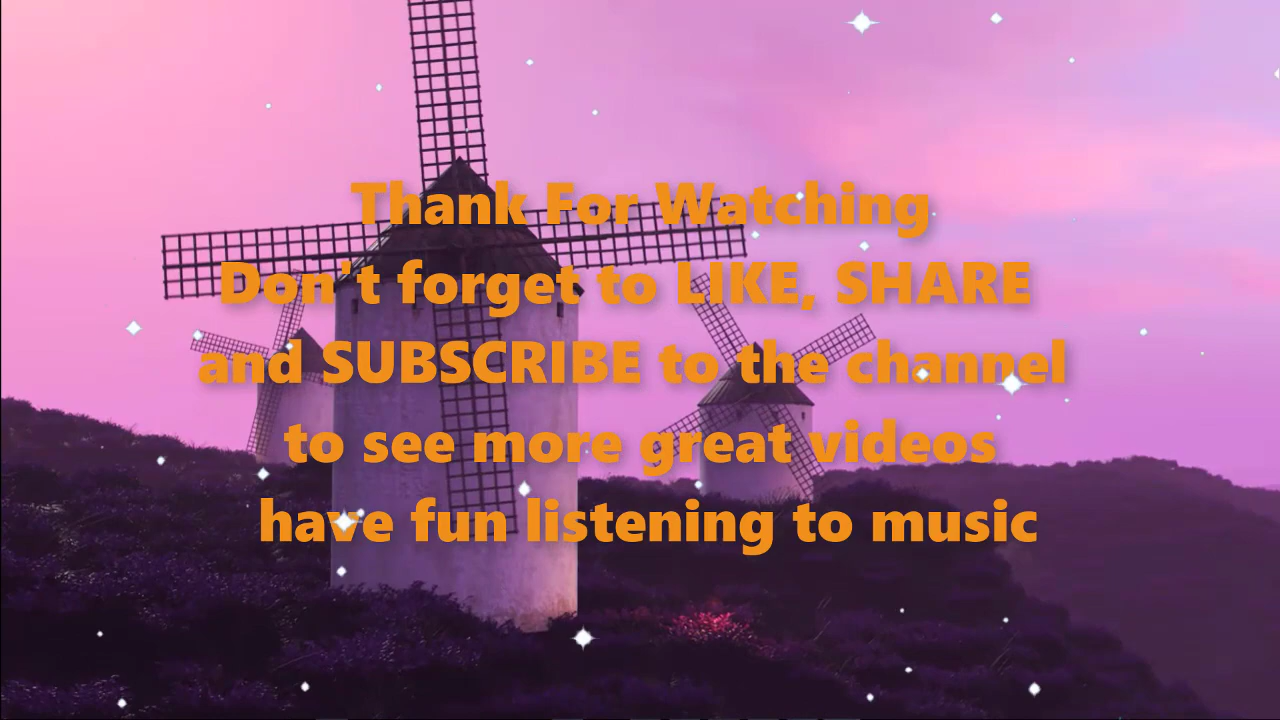 Thank For Watching
Don't forget to LIKE, SHARE
and SUBSCRIBE to the channel
to see more great videos
have fun listening to music